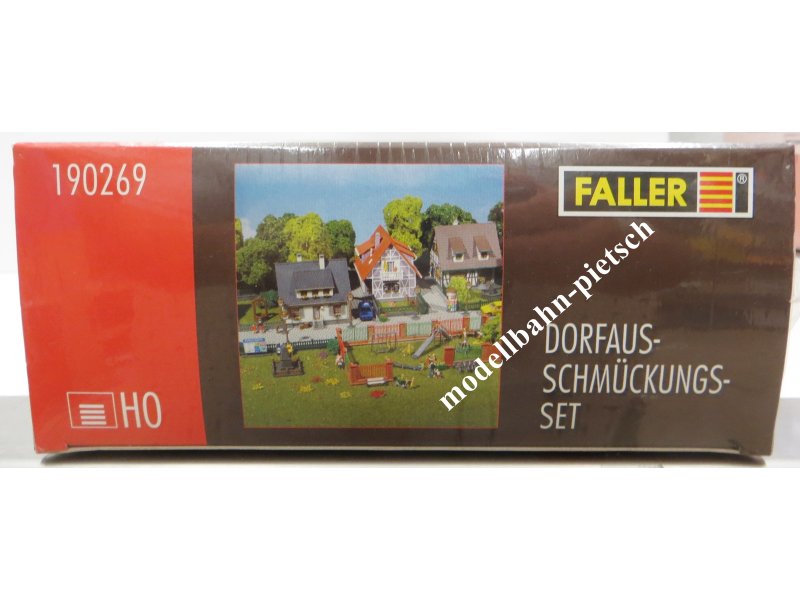 190269
FALLER
®
modellbahn-pietsch
DORFAUS-
SCHMÜCKUNGS-
SET
HO